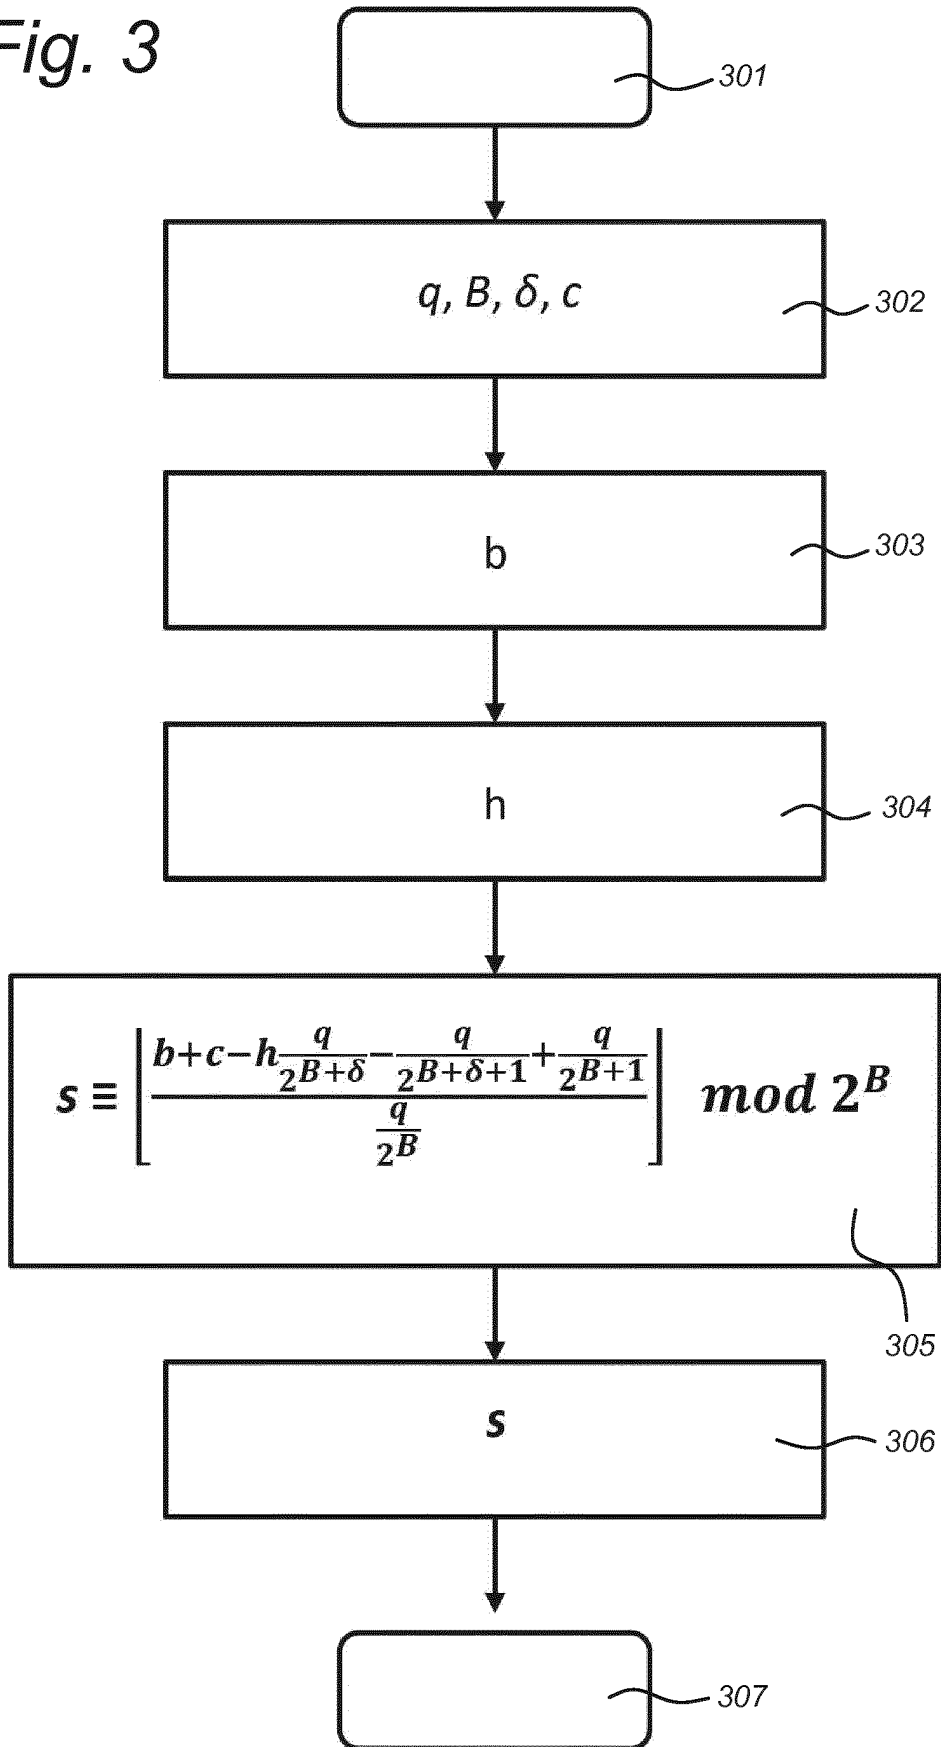 Fig. 3
301
q, B, δ, c
302
b
303
h
304
s ≡ ⌊(b+c−h q/2^{B+δ} − q/2^{B+δ+1} + q/2^{B+1}) / (q/2^B)⌋ mod 2^B
305
s
306
307